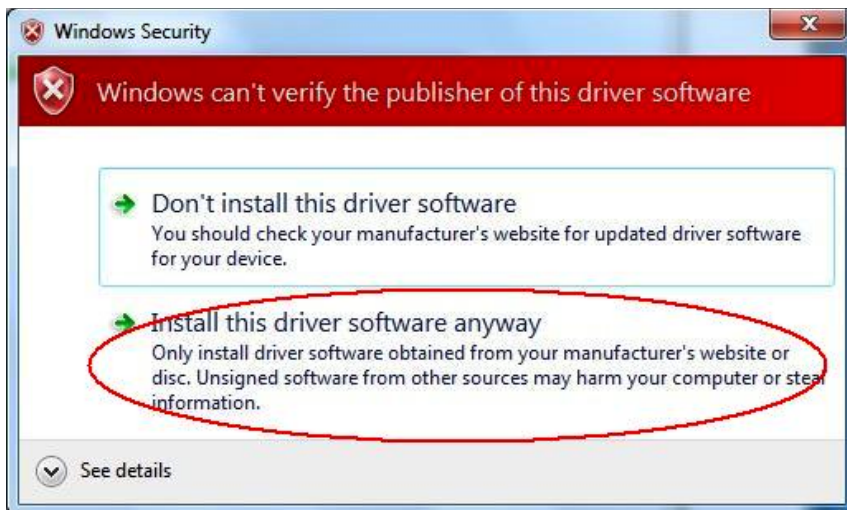 Windows Security
Windows can't verify the publisher of this driver software
Don't install this driver software
You should check your manufacturer's website for updated driver software
for your device.
Install this driver software anyway
Only install driver software obtained from your manufacturer's website or
disc. Unsigned software from other sources may harm your computer or steal
information.
See details